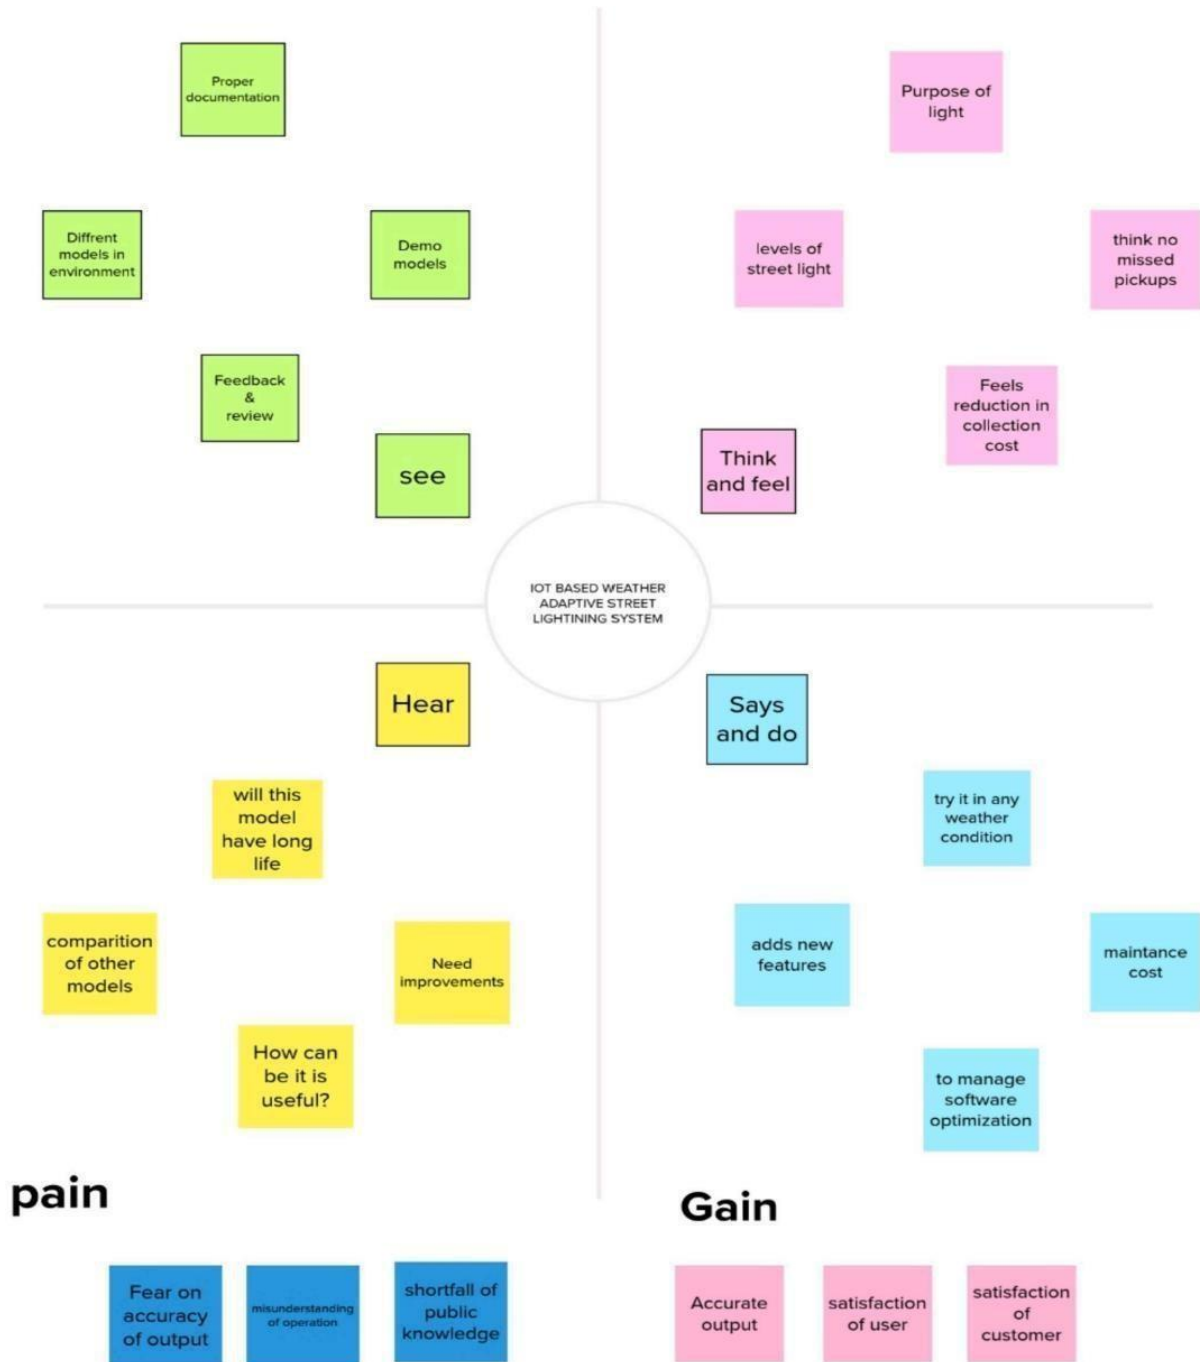 Proper
documentation
Diffrent
models in
environment
Demo
models
Feedback
&
review
see
Purpose of
light
levels of
street light
think no
missed
pickups
Feels
reduction in
collection
cost
Think
and feel
IOT BASED WEATHER
ADAPTIVE STREET
LIGHTINING SYSTEM
Hear
will this
model
have long
life
comparition
of other
models
Need
improvements
How can
be it is
useful?
Says
and do
try it in any
weather
condition
adds new
features
maintance
cost
to manage
software
optimization
pain
Fear on
accuracy
of output
misunderstanding
of operation
shortfall of
public
knowledge
Gain
Accurate
output
satisfaction
of user
satisfaction
of
customer